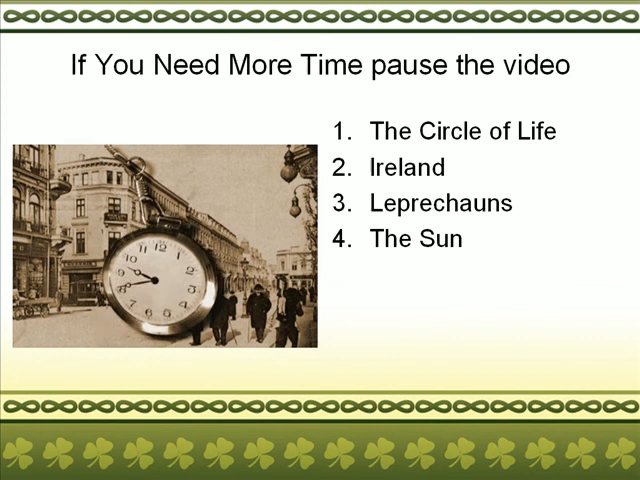 If You Need More Time pause the video
1. The Circle of Life
2. Ireland
3. Leprechauns
4. The Sun